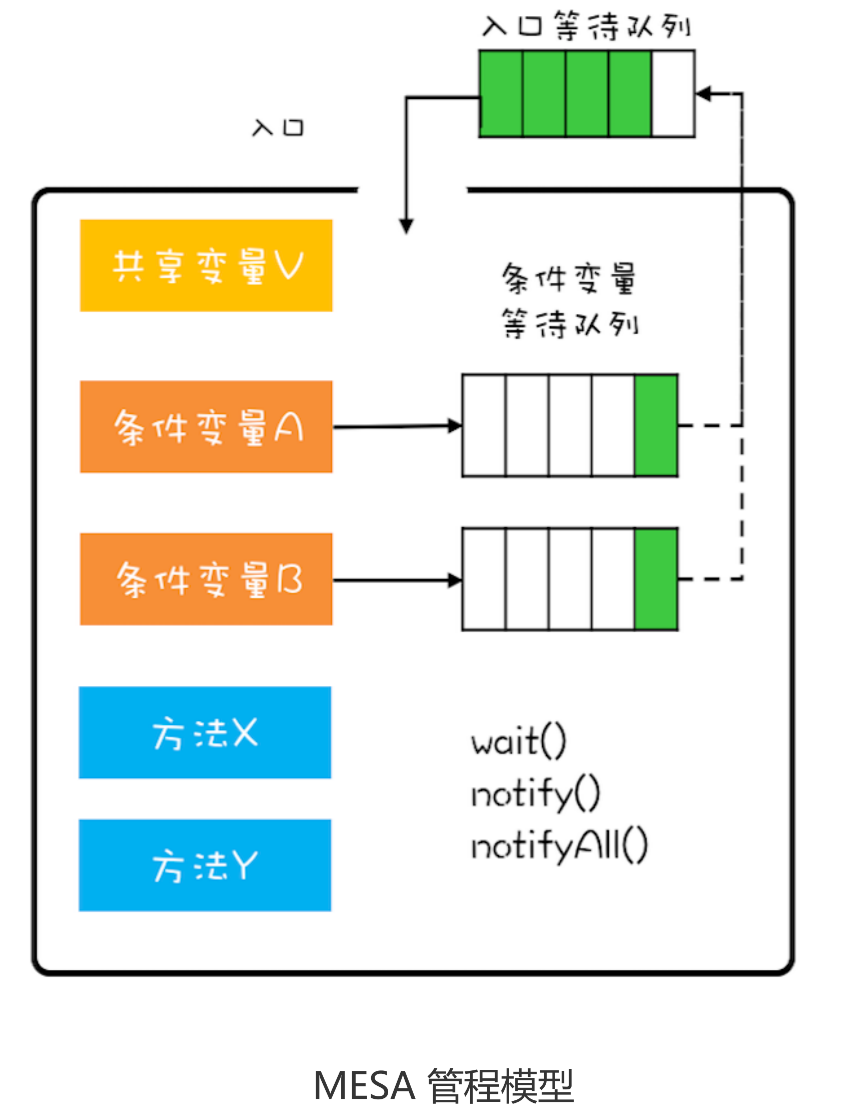 入口等待队列
入口
共享变量V
条件变量
等待队列
条件变量A
条件变量B
方法X
wait()
notify()
notifyAll()
方法Y
MESA 管程模型